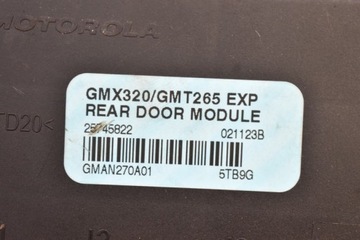 MOTOROLA
GMX320/GMT265 EXP
REAR DOOR MODULE
25745822 021123B
GMAN270A01 5TB9G
TD20<